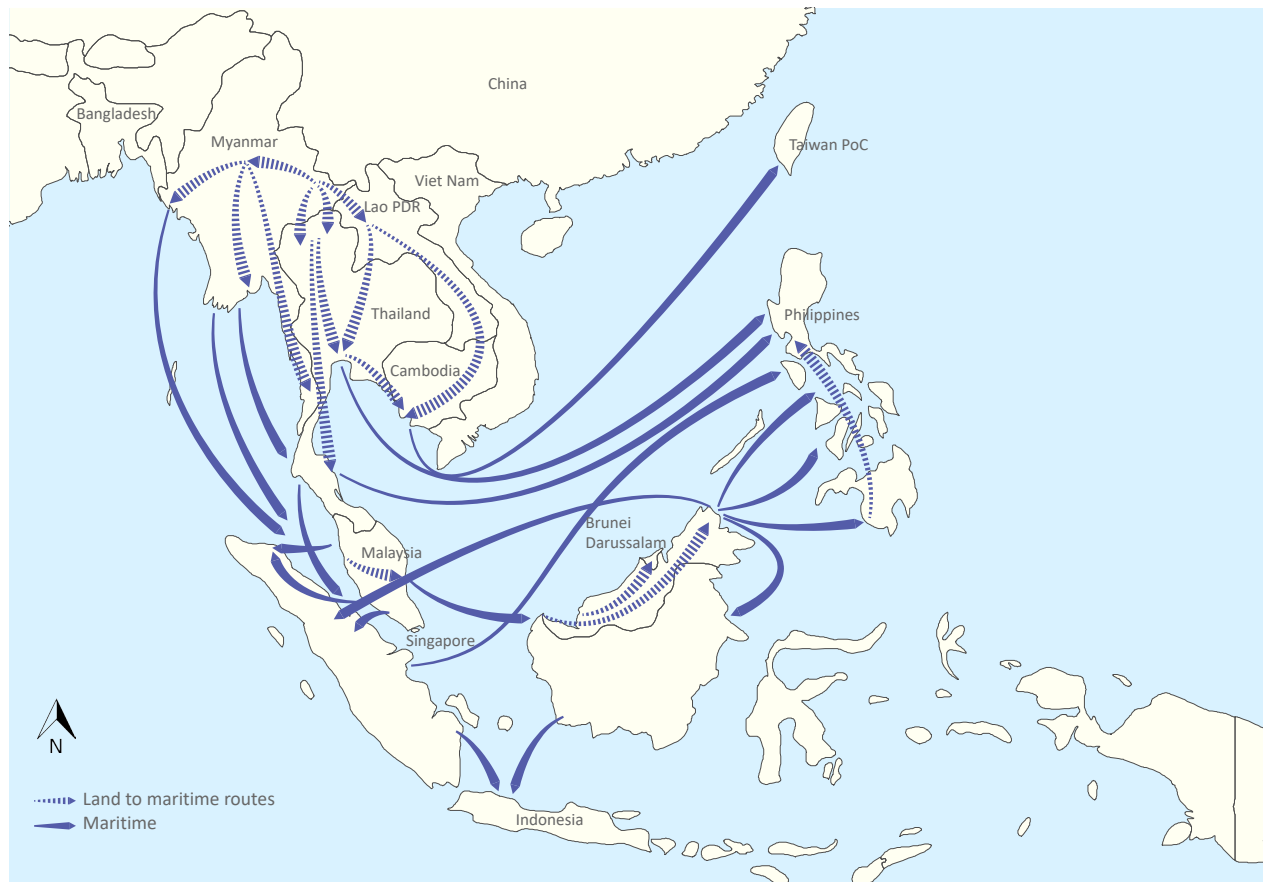 China
Bangladesh
Myanmar
Taiwan PoC
Viet Nam
Lao PDR
Thailand
Philippines
Cambodia
Brunei
Darussalam
Malaysia
Singapore
N
Land to maritime routes
Maritime
Indonesia